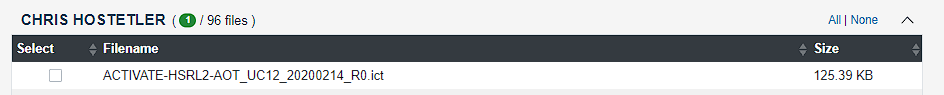 CHRIS HOSTETLER ( 1 / 96 files ) All | None
Select Filename Size
ACTIVATE-HSRL2-AOT_UC12_20200214_R0.ict 125.39 KB